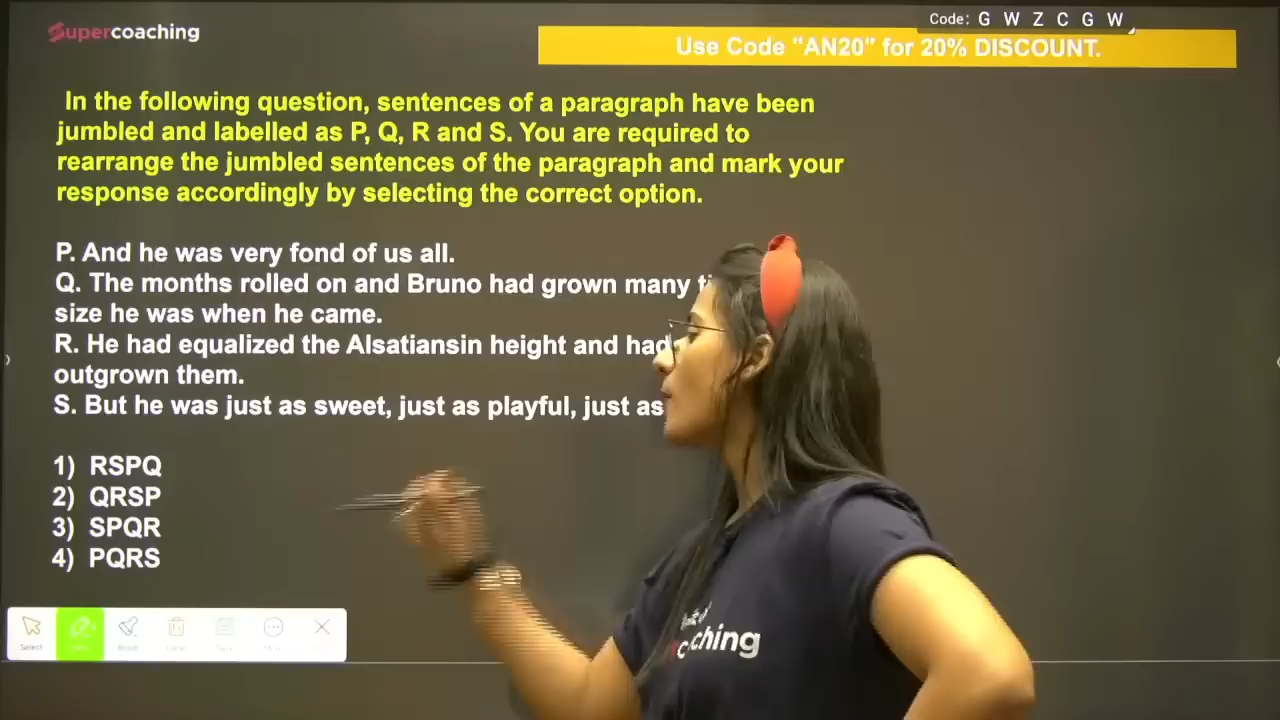 Supercoaching
Code: G W Z C G W
Use Code "AN20" for 20% DISCOUNT.
In the following question, sentences of a paragraph have been
jumbled and labelled as P, Q, R and S. You are required to
rearrange the jumbled sentences of the paragraph and mark your
response accordingly by selecting the correct option.
P. And he was very fond of us all.
Q. The months rolled on and Bruno had grown many
size he was when he came.
R. He had equalized the Alsatiansin height and had
outgrown them.
S. But he was just as sweet, just as playful, just as
1) RSPQ
2) QRSP
3) SPQR
4) PQRS
Select
coaching